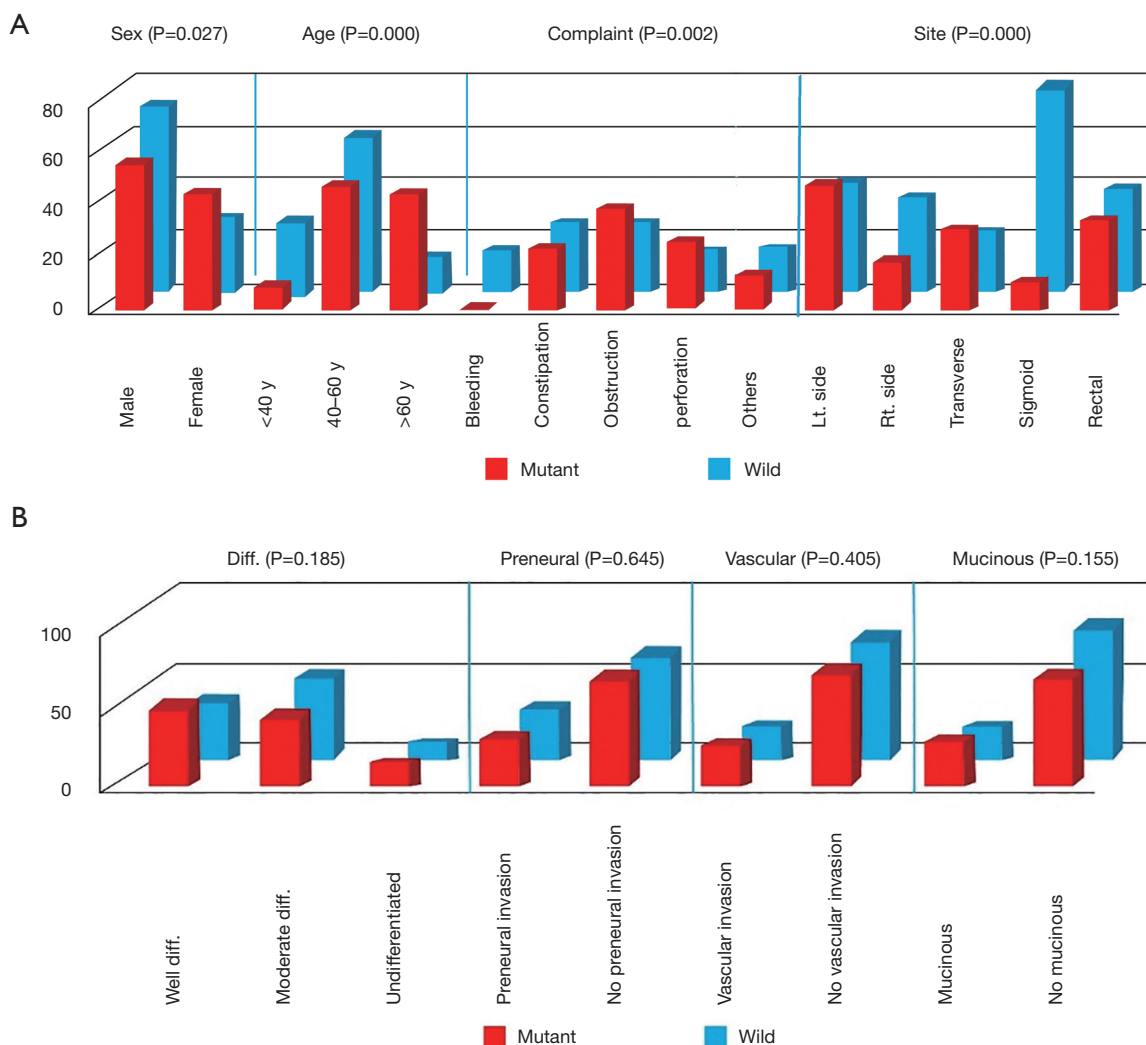 A
Sex (P=0.027) Age (P=0.000) Complaint (P=0.002) Site (P=0.000)
80
60
40
20
0
Male Female <40 y 40–60 y >60 y Bleeding Constipation Obstruction perforation Others Lt. side Rt. side Transverse Sigmoid Rectal
Mutant Wild
B
Diff. (P=0.185) Preneural (P=0.645) Vascular (P=0.405) Mucinous (P=0.155)
100
50
0
Well diff. Moderate diff. Undifferentiated Preneural invasion No preneural invasion Vascular invasion No vascular invasion Mucinous No mucinous
Mutant Wild